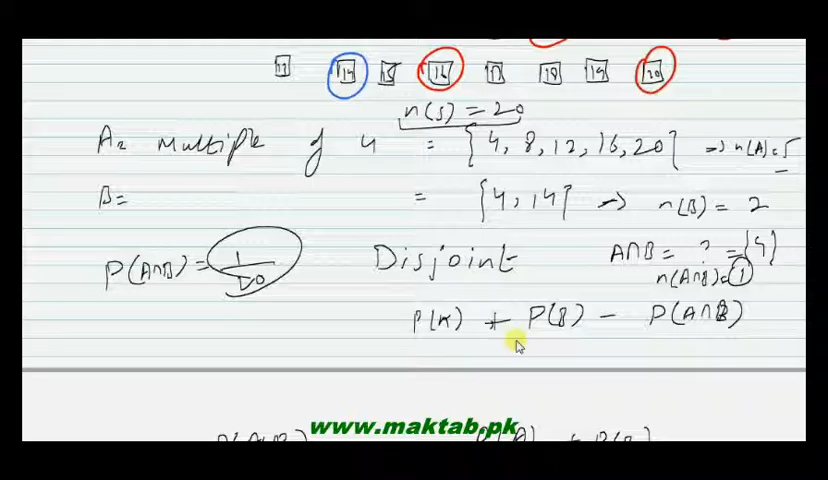 13 14 15 16 17 18 19 20
n(S) = 20
A= Multiple of 4 = {4, 8, 12, 16, 20} => n(A)=5
B= = {4, 14} → n(B) = 2
P(A∩B) = 1/20 Disjoint A∩B = ? = {4}
n(A∩B)=1
P(A) + P(B) - P(A∩B)
www.maktab.pk